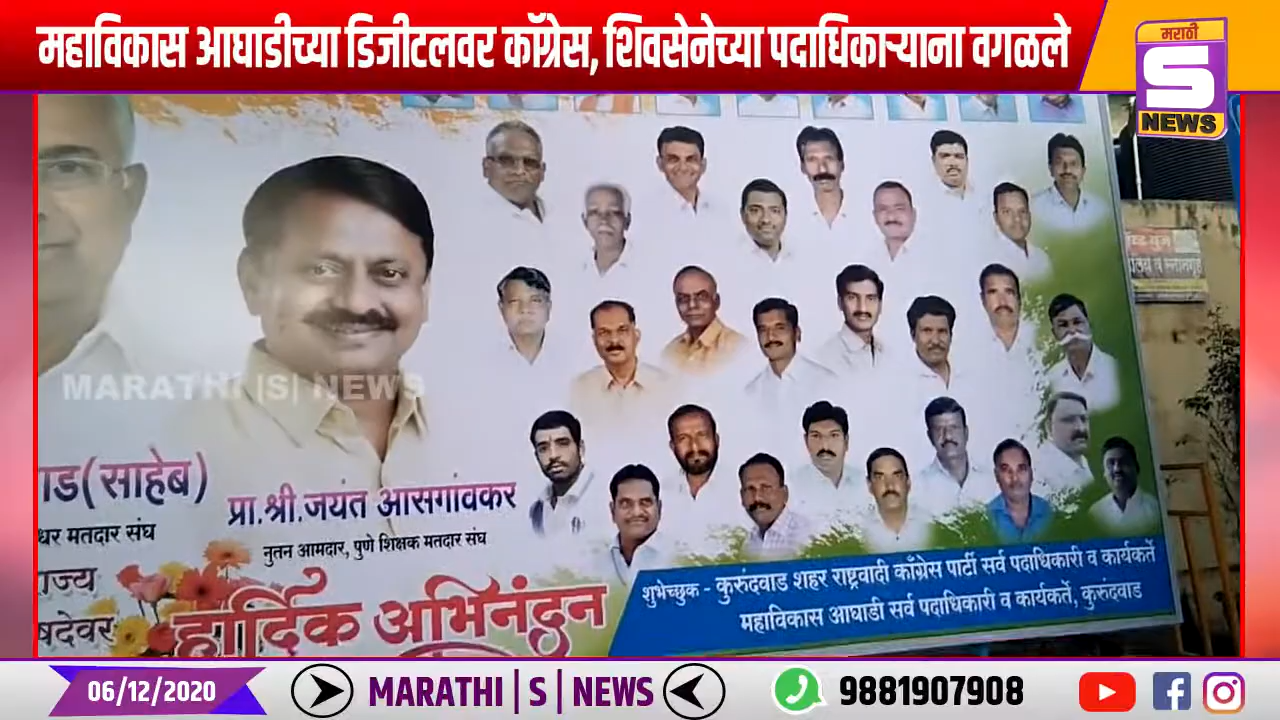 महाविकास आघाडीच्या डिजीटलवर कॉग्रेस, शिवसेनेच्या पदाधिकाऱ्याना वगळले
मराठी
S
NEWS
MARATHI |S| NEWS
ाड(साहेब)
प्रा.श्री.जयंत आसगांवकर
धर मतदार संघ
नुतन आमदार, पुणे शिक्षक मतदार संघ
ाज्य
षदेवर
हार्दिक अभिनंदन
शुभेच्छुक - कुरुंदवाड शहर राष्ट्रवादी काँग्रेस पार्टी सर्व पदाधिकारी व कार्यकर्ते
महाविकास आघाडी सर्व पदाधिकारी व कार्यकर्ते, कुरुंदवाड
06/12/2020
MARATHI | S | NEWS
9881907908